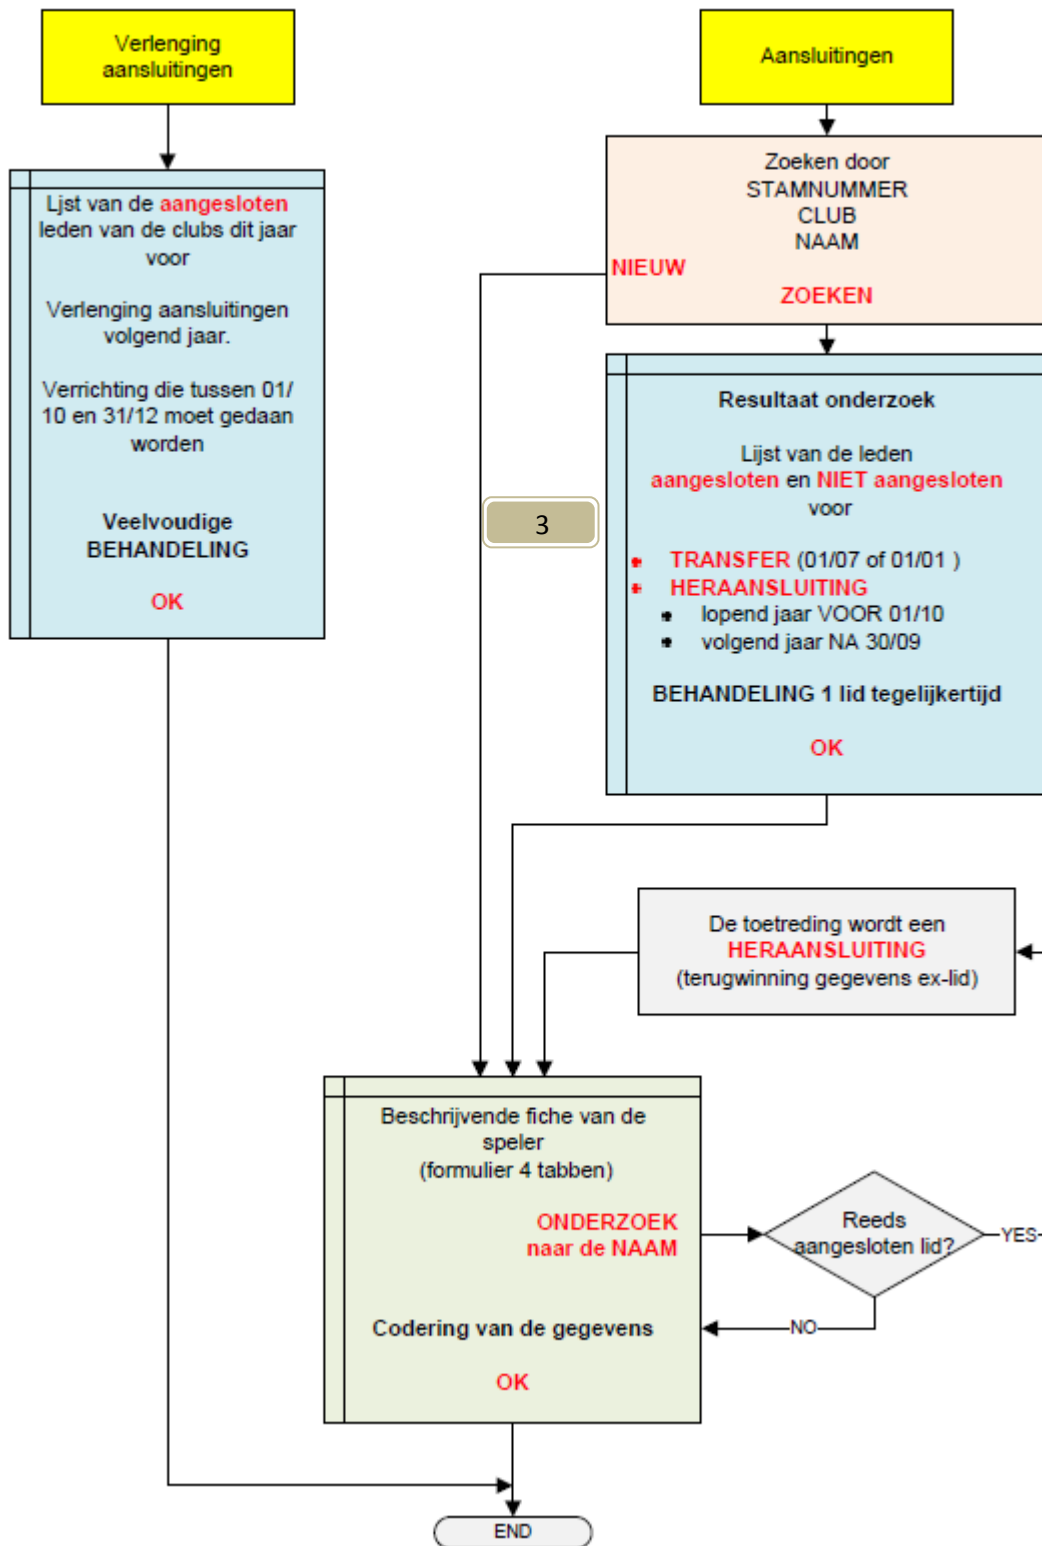 Verlenging
aansluitingen
Ljst van de aangesloten
leden van de clubs dit jaar
voor
Verlenging aansluitingen
volgend jaar.
Verrichting die tussen 01/
10 en 31/12 moet gedaan
worden
Veelvoudige
BEHANDELING
OK
Aansluitingen
Zoeken door
STAMNUMMER
CLUB
NAAM
NIEUW
ZOEKEN
Resultaat onderzoek
Lijst van de leden
aangesloten en NIET aangesloten
voor
• TRANSFER (01/07 of 01/01 )
• HERAANSLUITING
• lopend jaar VOOR 01/10
• volgend jaar NA 30/09
BEHANDELING 1 lid tegelijkertijd
OK
3
De toetreding wordt een
HERAANSLUITING
(terugwinning gegevens ex-lid)
Beschrijvende fiche van de
speler
(formulier 4 tabben)
ONDERZOEK
naar de NAAM
Codering van de gegevens
OK
Reeds
aangesloten lid?
YES
NO
END